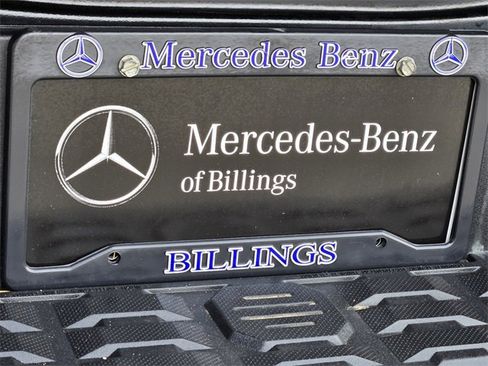 Mercedes Benz
Mercedes-Benz
of Billings
BILLINGS